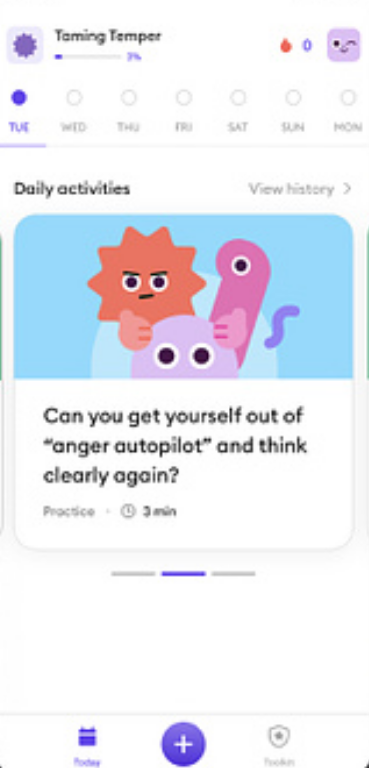 Taming Temper
3%
0
TUE WED THU FRI SAT SUN MON
Daily activities
View history
Can you get yourself out of
“anger autopilot” and think
clearly again?
Practice · 3 min
Today
Toolkit